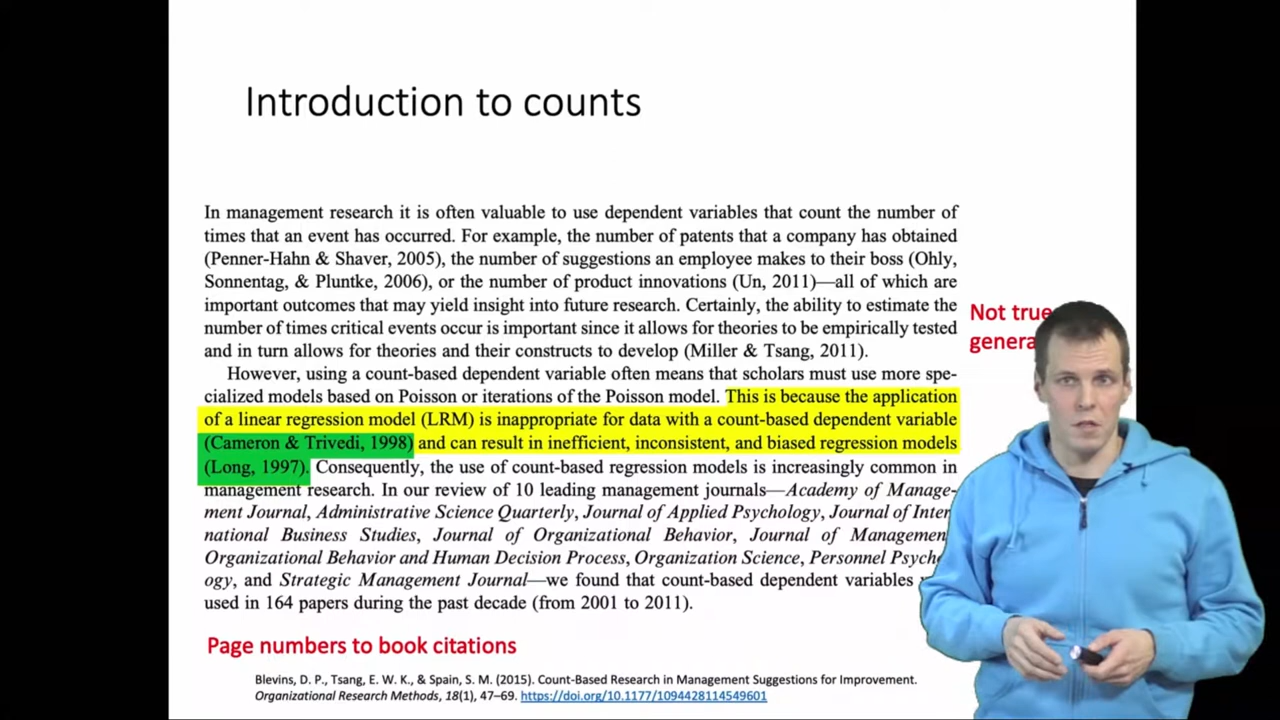 Introduction to counts
In management research it is often valuable to use dependent variables that count the number of
times that an event has occurred. For example, the number of patents that a company has obtained
(Penner-Hahn & Shaver, 2005), the number of suggestions an employee makes to their boss (Ohly,
Sonnentag, & Pluntke, 2006), or the number of product innovations (Un, 2011)—all of which are
important outcomes that may yield insight into future research. Certainly, the ability to estimate the
number of times critical events occur is important since it allows for theories to be empirically tested
and in turn allows for theories and their constructs to develop (Miller & Tsang, 2011).
Not true
genera
However, using a count-based dependent variable often means that scholars must use more spe-
cialized models based on Poisson or iterations of the Poisson model. This is because the application
of a linear regression model (LRM) is inappropriate for data with a count-based dependent variable
(Cameron & Trivedi, 1998) and can result in inefficient, inconsistent, and biased regression models
(Long, 1997). Consequently, the use of count-based regression models is increasingly common in
management research. In our review of 10 leading management journals—Academy of Manage-
ment Journal, Administrative Science Quarterly, Journal of Applied Psychology, Journal of Inter
national Business Studies, Journal of Organizational Behavior, Journal of Managemen
Organizational Behavior and Human Decision Process, Organization Science, Personnel Psych
ogy, and Strategic Management Journal—we found that count-based dependent variables
used in 164 papers during the past decade (from 2001 to 2011).
Page numbers to book citations
Blevins, D. P., Tsang, E. W. K., & Spain, S. M. (2015). Count-Based Research in Management Suggestions for Improvement.
Organizational Research Methods, 18(1), 47–69. https://doi.org/10.1177/1094428114549601